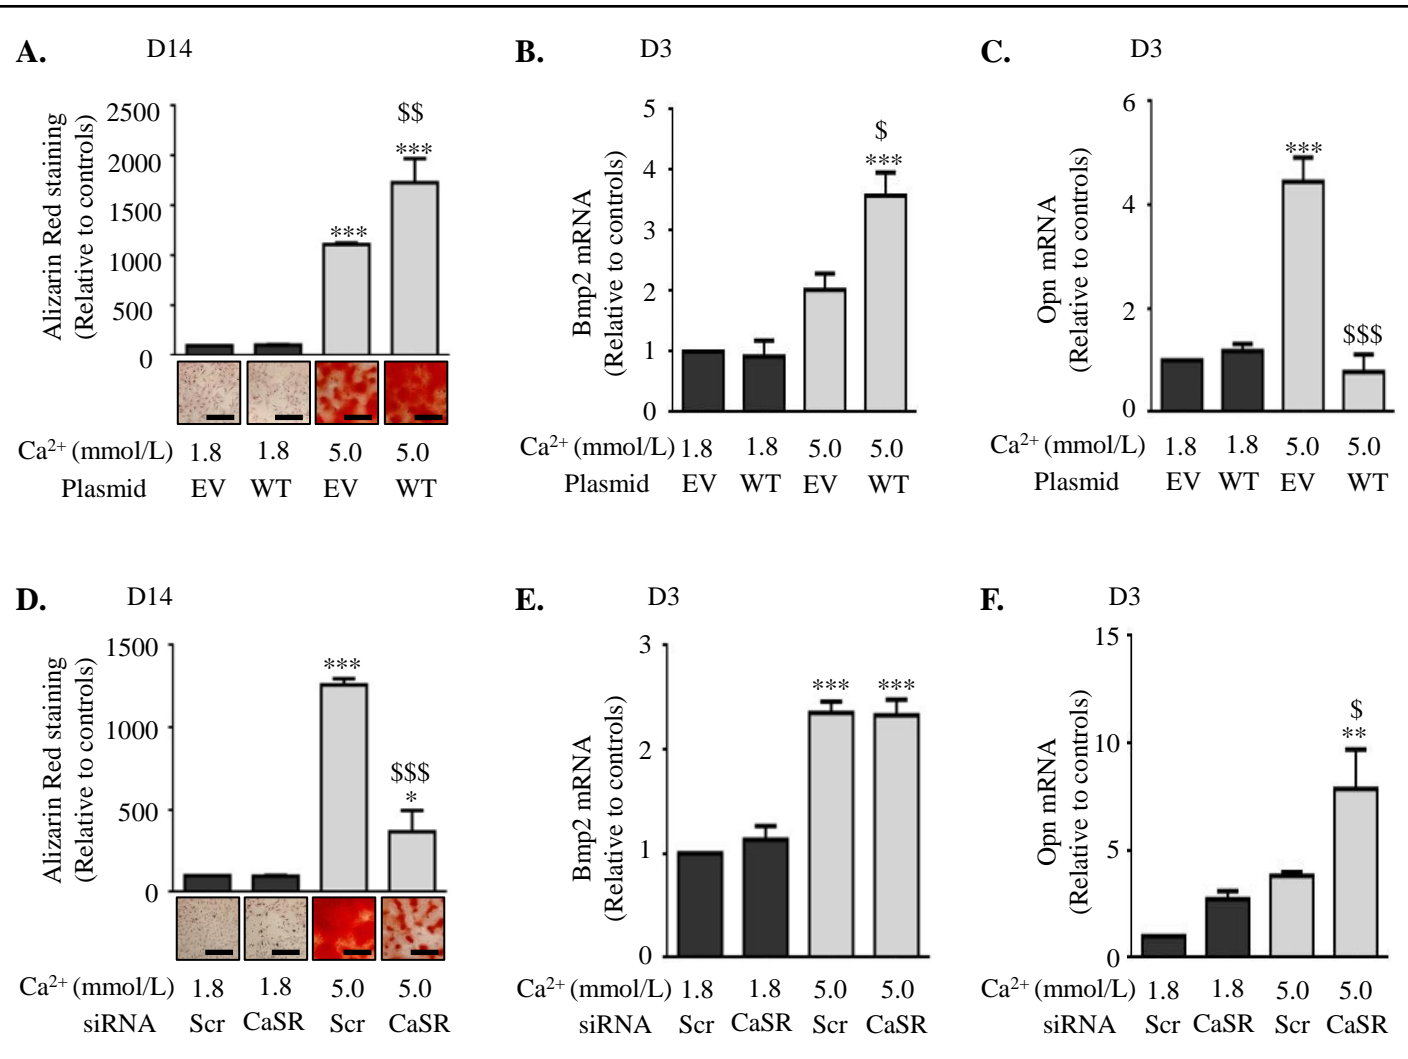 A. D14
Alizarin Red staining
(Relative to controls)
2500
2000
1500
1000
500
0
$$
***
***
Ca²⁺ (mmol/L) 1.8 1.8 5.0 5.0
Plasmid EV WT EV WT
B. D3
Bmp2 mRNA
(Relative to controls)
5
4
3
2
1
0
$
***
Ca²⁺ (mmol/L) 1.8 1.8 5.0 5.0
Plasmid EV WT EV WT
C. D3
Opn mRNA
(Relative to controls)
6
4
2
0
***
$$$
Ca²⁺ (mmol/L) 1.8 1.8 5.0 5.0
Plasmid EV WT EV WT
D. D14
Alizarin Red staining
(Relative to controls)
1500
1000
500
0
***
$$$
*
Ca²⁺ (mmol/L) 1.8 1.8 5.0 5.0
siRNA Scr CaSR Scr CaSR
E. D3
Bmp2 mRNA
(Relative to controls)
3
2
1
0
*** ***
Ca²⁺ (mmol/L) 1.8 1.8 5.0 5.0
siRNA Scr CaSR Scr CaSR
F. D3
Opn mRNA
(Relative to controls)
15
10
5
0
$
**
Ca²⁺ (mmol/L) 1.8 1.8 5.0 5.0
siRNA Scr CaSR Scr CaSR